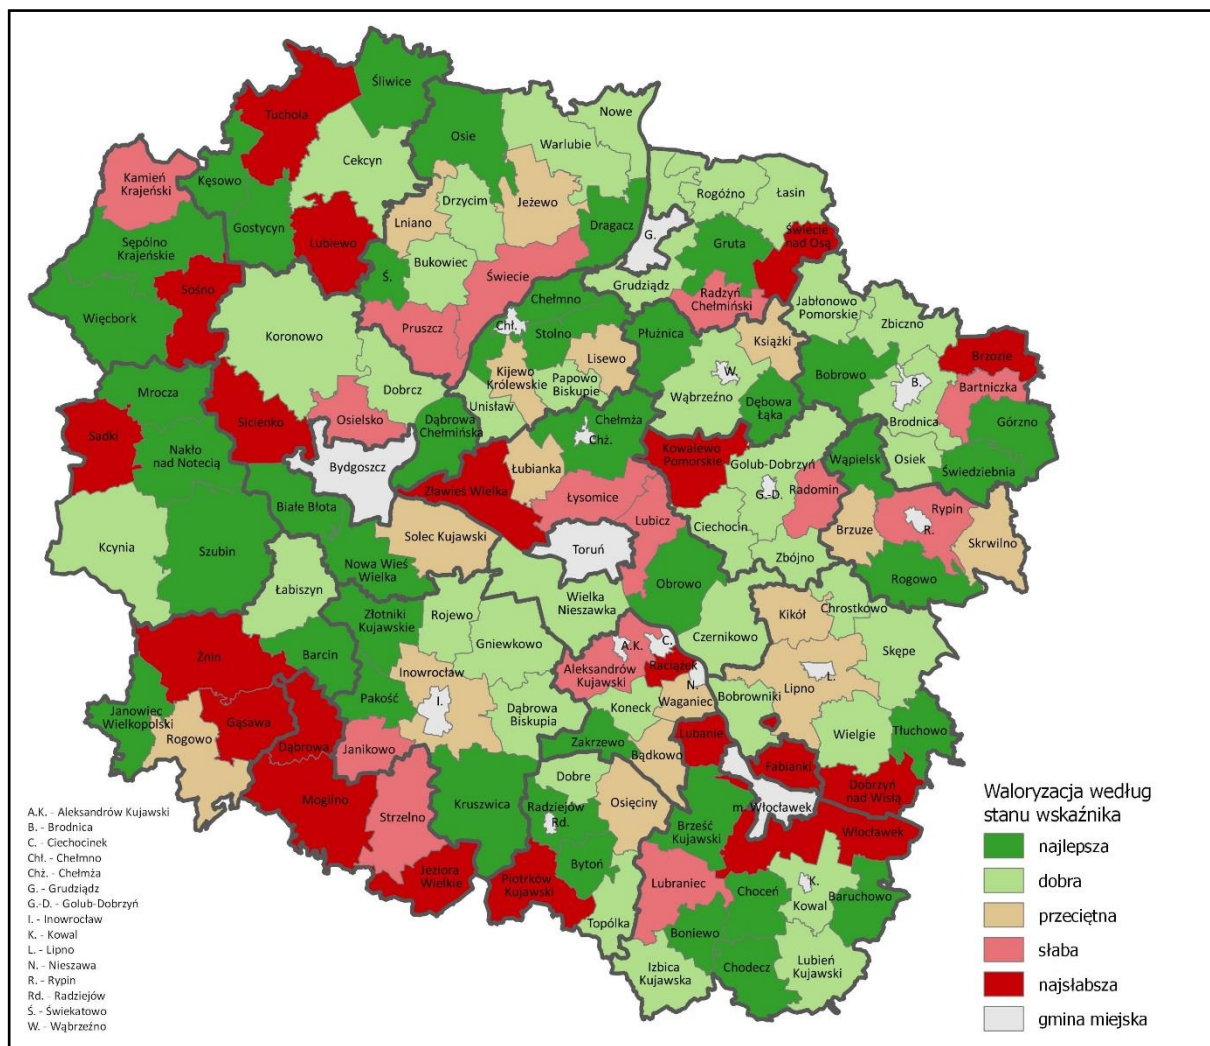 Śliwice
Tuchola
Nowe
Osie
Warlubie
Cekcyn
Rogóźno
Łasin
Kamień
Krajeński
Kęsowo
Drzycim
Jeżewo
Lniano
Dragacz
Gostycyn
G.
Gruta
Świecie
nad Osą
Sępólno
Krajeńskie
Lubiewo
Bukowiec
Ś.
Świecie
Grudziądz
Radzyń
Chełmiński
Sośno
Jabłonowo
Pomorskie
Zbiczno
Więcbork
Chełmno
Koronowo
Pruszcz
Chł.
Stolno
Płużnica
Książki
Lisewo
Brzozie
Mrocza
Dobrcz
Kijewo
Królewskie
Papowo
Biskupie
W.
Bobrowo
B.
Bartniczka
Wąbrzeźno
Unisław
Dębowa
Łąka
Osielsko
Sicienko
Dąbrowa
Chełmińska
Chełmża
Chż.
Brodnica
Górzno
Sadki
Nakło
nad Notecią
Kowalewo
Pomorskie
Golub-Dobrzyń
Wąpielsk
Osiek
Świedziebnia
Bydgoszcz
Łubianka
Zławieś Wielka
Łysomice
G.-D.
Radomin
Białe Błota
Rypin
R.
Lubicz
Ciechocin
Brzuze
Solec Kujawski
Kcynia
Szubin
Toruń
Skrwilno
Nowa Wieś
Wielka
Zbójno
Obrowo
Rogowo
Łabiszyn
Wielka
Nieszawka
Złotniki
Kujawskie
Rojewo
Kikół
Chrostkowo
Czernikowo
Gniewkowo
A.K.
C.
Żnin
Barcin
Inowrocław
Aleksandrów
Kujawski
Raciążek
Skępe
L.
N.
Lipno
Pakość
I.
Waganiec
Bobrowniki
Janowiec
Wielkopolski
Gąsawa
Dąbrowa
Biskupia
Koneck
Rogowo
Dąbrowa
Janikowo
Zakrzewo
Lubanie
Wielgie
Tłuchowo
Bądkowo
Fabianki
Dobre
Dobrzyń
nad Wisłą
Mogilno
Kruszwica
Radziejów
Rd.
Osięciny
m. Włocławek
Strzelno
Brześć
Kujawski
Włocławek
Bytoń
Jeziora
Wielkie
Piotrków
Kujawski
Lubraniec
K.
Choceń
Kowal
Baruchowo
Topólka
Boniewo
Izbica
Kujawska
Chodecz
Lubień
Kujawski
A.K. - Aleksandrów Kujawski
B. - Brodnica
C. - Ciechocinek
Chł. - Chełmno
Chż. - Chełmża
G. - Grudziądz
G.-D. - Golub-Dobrzyń
I. - Inowrocław
K. - Kowal
L. - Lipno
N. - Nieszawa
R. - Rypin
Rd. - Radziejów
Ś. - Świekatowo
W. - Wąbrzeźno
Waloryzacja według
stanu wskaźnika
najlepsza
dobra
przeciętna
słaba
najsłabsza
gmina miejska